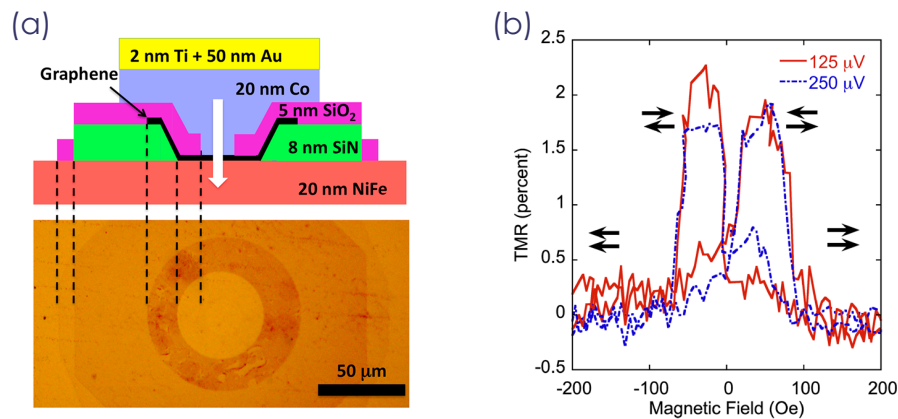 (a)
2 nm Ti + 50 nm Au
Graphene
20 nm Co
5 nm SiO₂
8 nm SiN
20 nm NiFe
50 μm
(b)
TMR (percent)
2.5
2
1.5
1
0.5
0
-0.5
125 μV
250 μV
-200
-100
0
100
200
Magnetic Field (Oe)